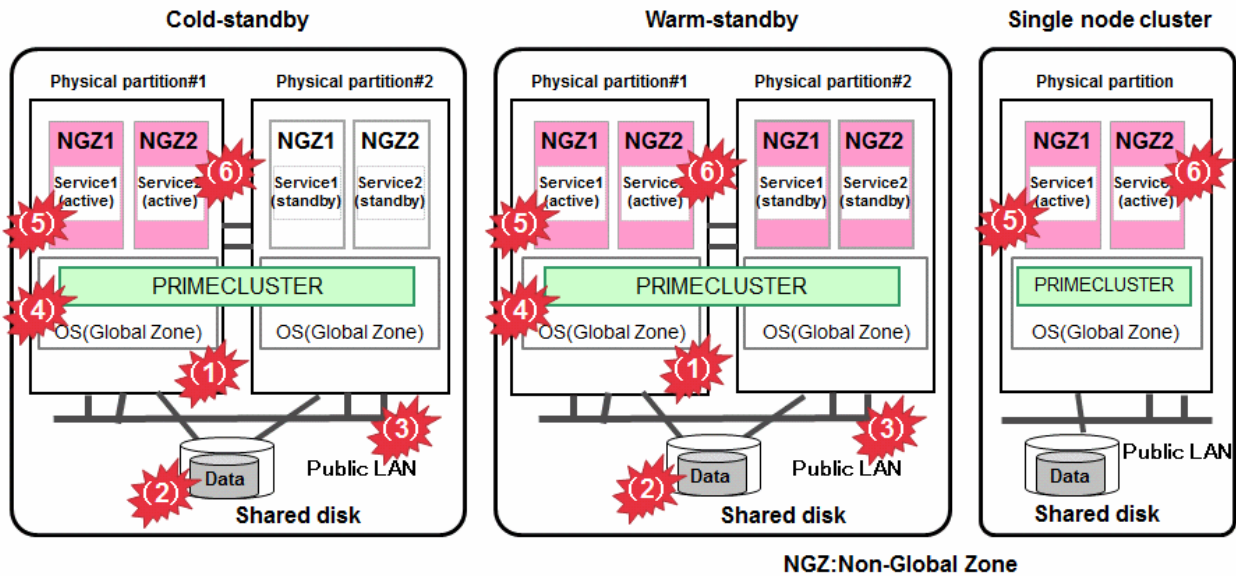 Cold-standby
Physical partition#1
Physical partition#2
NGZ1
NGZ2
NGZ1
NGZ2
(6)
Service1
(active)
Service2
(active)
Service1
(standby)
Service2
(standby)
(5)
PRIMECLUSTER
(4)
OS(Global Zone)
OS(Global Zone)
(1)
(3)
Public LAN
(2)
Data
Shared disk
Warm-standby
Physical partition#1
Physical partition#2
NGZ1
NGZ2
NGZ1
NGZ2
(6)
Service1
(active)
Service2
(active)
Service1
(standby)
Service2
(standby)
(5)
PRIMECLUSTER
(4)
OS(Global Zone)
OS(Global Zone)
(1)
(3)
Public LAN
(2)
Data
Shared disk
Single node cluster
Physical partition
NGZ1
NGZ2
(6)
Service1
(active)
Service2
(active)
(5)
PRIMECLUSTER
OS(Global Zone)
Public LAN
Data
Shared disk
NGZ:Non-Global Zone